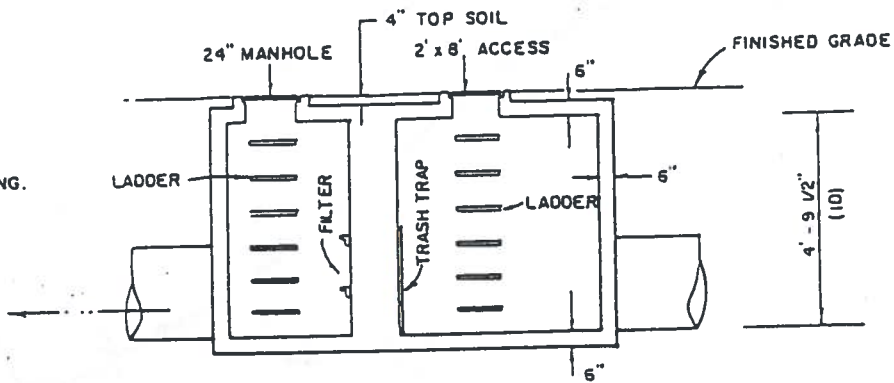 4" TOP SOIL
24" MANHOLE
2' x 8' ACCESS
FINISHED GRADE
6"
NG.
LADDER
FILTER
TRASH TRAP
LADDER
6"
4' - 9 1/2"
(ID)
6"